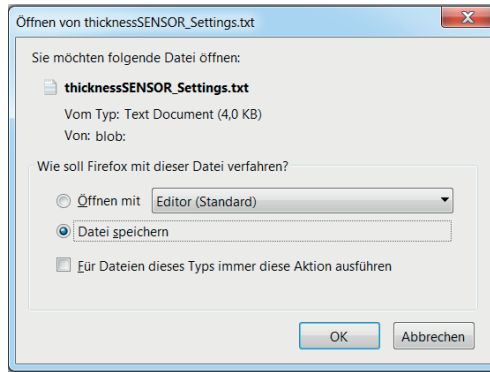 Öffnen von thicknessSENSOR_Settings.txt
Sie möchten folgende Datei öffnen:
thicknessSENSOR_Settings.txt
Vom Typ: Text Document (4,0 KB)
Von: blob:
Wie soll Firefox mit dieser Datei verfahren?
Öffnen mit Editor (Standard)
Datei speichern
Für Dateien dieses Typs immer diese Aktion ausführen
OK Abbrechen